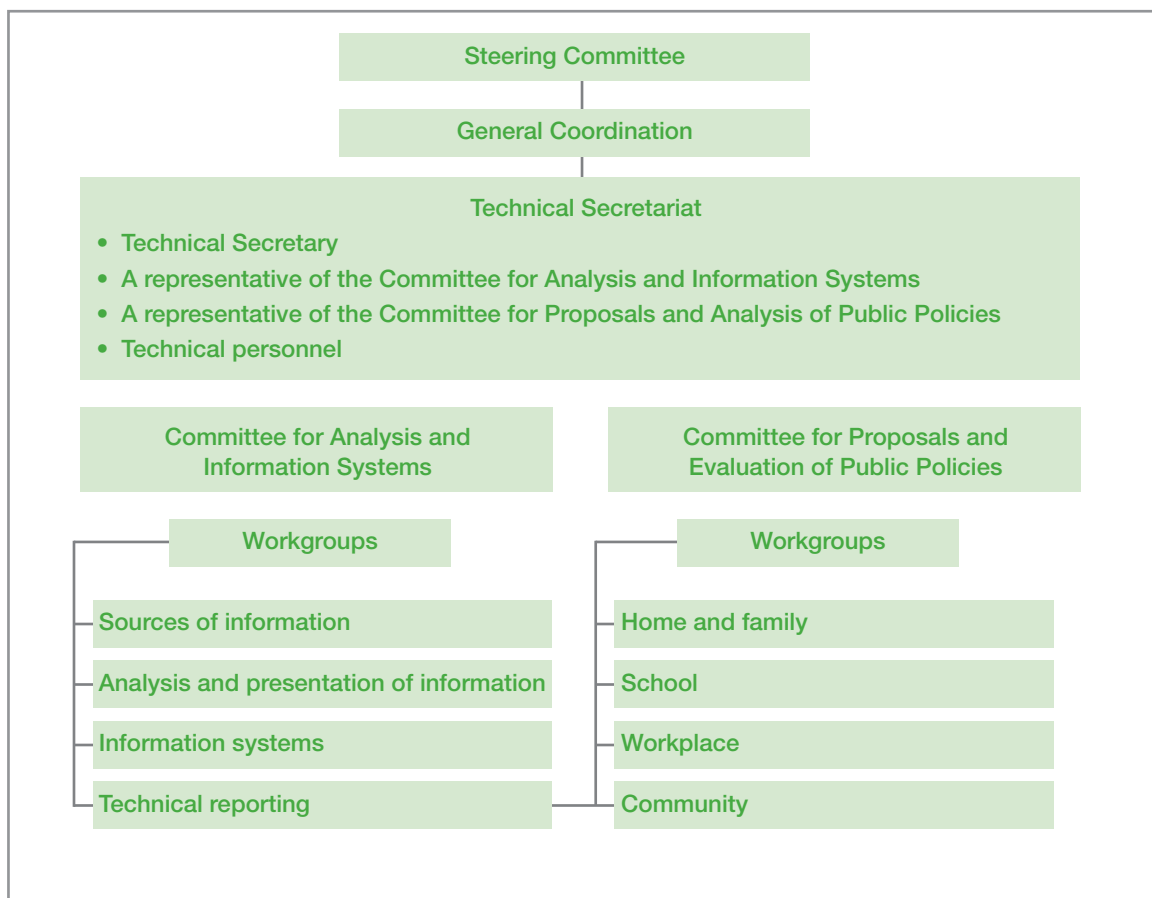 Steering Committee
General Coordination
Technical Secretariat
• Technical Secretary
• A representative of the Committee for Analysis and Information Systems
• A representative of the Committee for Proposals and Analysis of Public Policies
• Technical personnel
Committee for Analysis and
Information Systems
Committee for Proposals and
Evaluation of Public Policies
Workgroups
Sources of information
Analysis and presentation of information
Information systems
Technical reporting
Workgroups
Home and family
School
Workplace
Community